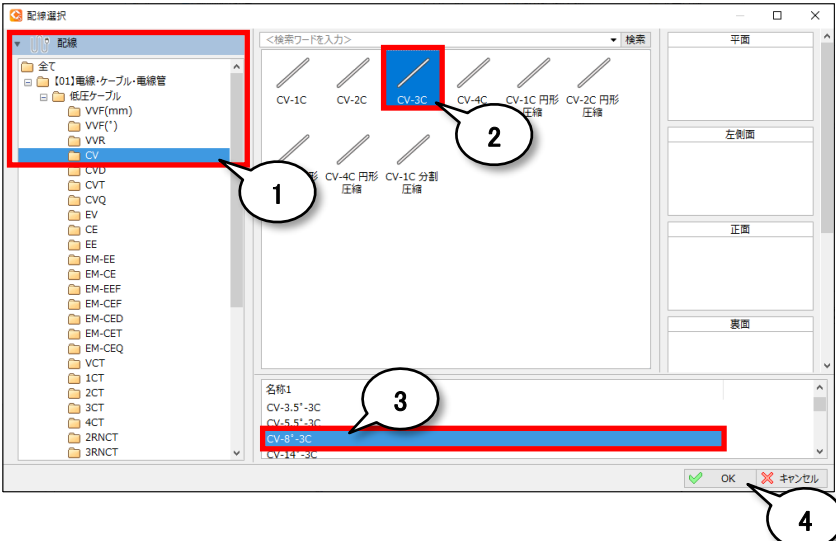 配線選択
配線
全て
【01】電線・ケーブル・電線管
低圧ケーブル
VVF(mm)
VVF(°)
VVR
CV
CVD
CVT
CVQ
EV
CE
EE
EM-EE
EM-CE
EM-EEF
EM-CEF
EM-CED
EM-CET
EM-CEQ
VCT
1CT
2CT
3CT
4CT
2RNCT
3RNCT
1
<検索ワードを入力>
検索
CV-1C
CV-2C
CV-3C
CV-4C
CV-1C 円形
圧縮
CV-2C 円形
圧縮
2
形
CV-4C 円形
圧縮
CV-1C 分割
圧縮
名称1
CV-3.5°-3C
CV-5.5°-3C
CV-8°-3C
CV-14°-3C
3
平面
左側面
正面
裏面
OK
キャンセル
4